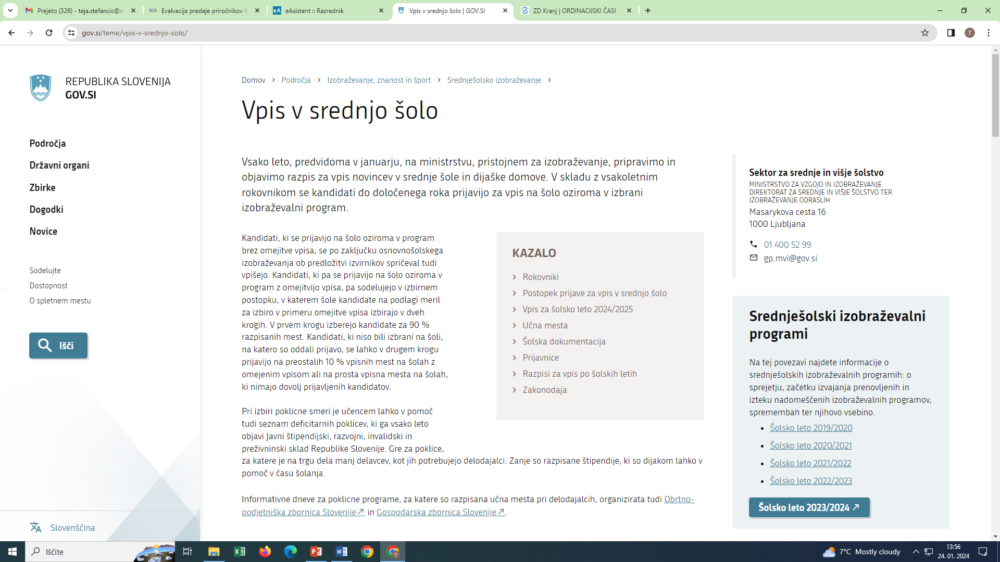 Prejeto (326) - teja.stefancic@o
1KA
Evalvacija predaje priročnikov K
eA
eAsistent :: Razrednik
Vpis v srednjo šolo | GOV.SI
ZD Kranj | ORDINACIJSKI ČASI
gov.si/teme/vpis-v-srednjo-solo/
T
REPUBLIKA SLOVENIJA
GOV.SI
Področja
Državni organi
Zbirke
Dogodki
Novice
Sodelujte
Dostopnost
O spletnem mestu
Išči
Slovenščina
Domov > Področja > Izobraževanje, znanost in šport > Srednješolsko izobraževanje >
Vpis v srednjo šolo
Vsako leto, predvidoma v januarju, na ministrstvu, pristojnem za izobraževanje, pripravimo in
objavimo razpis za vpis novincev v srednje šole in dijaške domove. V skladu z vsakoletnim
rokovnikom se kandidati do določenega roka prijavijo za vpis na šolo oziroma v izbrani
izobraževalni program.
Kandidati, ki se prijavijo na šolo oziroma v program
brez omejitve vpisa, se po zaključku osnovnošolskega
izobraževanja ob predložitvi izvirnikov spričeval tudi
vpišejo. Kandidati, ki pa se prijavijo na šolo oziroma v
program z omejitvijo vpisa, pa sodelujejo v izbirnem
postopku, v katerem šole kandidate na podlagi meril
za izbiro v primeru omejitve vpisa izbirajo v dveh
krogih. V prvem krogu izberejo kandidate za 90 %
razpisanih mest. Kandidati, ki niso bili izbrani na šoli,
na katero so oddali prijavo, se lahko v drugem krogu
prijavijo na preostalih 10 % vpisnih mest na šolah z
omejenim vpisom ali na prosta vpisna mesta na šolah,
ki nimajo dovolj prijavljenih kandidatov.
Pri izbiri poklicne smeri je učencem lahko v pomoč
tudi seznam deficitarnih poklicev, ki ga vsako leto
objavi Javni štipendijski, razvojni, invalidski in
preživninski sklad Republike Slovenije. Gre za poklice,
za katere je na trgu dela manj delavcev, kot jih potrebujejo delodajalci. Zanje so razpisane štipendije, ki so dijakom lahko v
pomoč v času šolanja.
Informativne dneve za poklicne programe, za katere so razpisana učna mesta pri delodajalcih, organizirata tudi Obrtno-
podjetniška zbornica Slovenije in Gospodarska zbornica Slovenije.
KAZALO
Rokovniki
Postopek prijave za vpis v srednjo šolo
Vpis za šolsko leto 2024/2025
Učna mesta
Šolska dokumentacija
Prijavnice
Razpisi za vpis po šolskih letih
Zakonodaja
Sektor za srednje in višje šolstvo
MINISTRSTVO ZA VZGOJO IN IZOBRAŽEVANJE
DIREKTORAT ZA SREDNJE IN VIŠJE ŠOLSTVO TER
IZOBRAŽEVANJE ODRASLIH
Masarykova cesta 16
1000 Ljubljana
01 400 52 99
gp.mvi@gov.si
Srednješolski izobraževalni
programi
Na tej povezavi najdete informacije o
srednješolskih izobraževalnih programih: o
sprejetju, začetku izvajanja prenovljenih in
izteku nadomeščenih izobraževalnih programov,
spremembah ter njihovo vsebino.
• Šolsko leto 2019/2020
• Šolsko leto 2020/2021
• Šolsko leto 2021/2022
• Šolsko leto 2022/2023
Šolsko leto 2023/2024
Iščite
7°C Mostly cloudy
13:56
24. 01. 2024